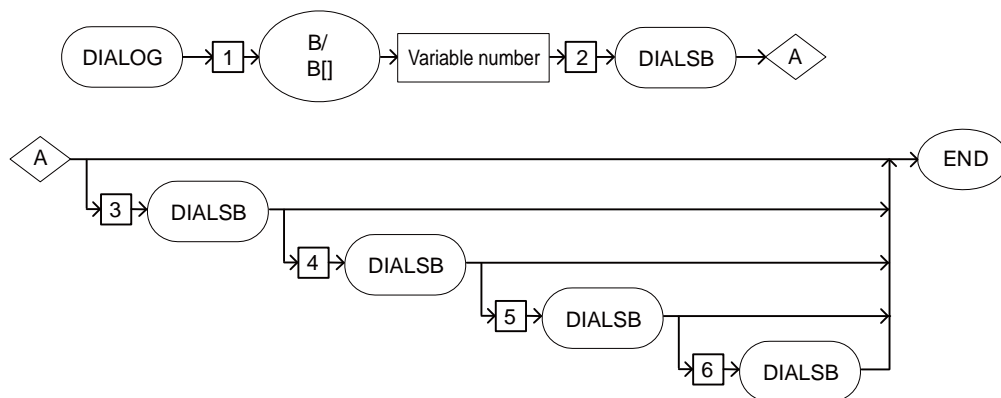 DIALOG 1 B/ Variable number 2 DIALSB A
B[]
A END
3 DIALSB
4 DIALSB
5 DIALSB
6 DIALSB